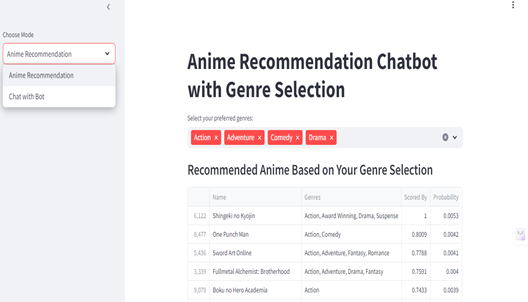 Choose Mode
Anime Recommendation
Anime Recommendation
Chat with Bot
Anime Recommendation Chatbot
with Genre Selection
Select your preferred genres:
Action × Adventure × Comedy × Drama ×
Recommended Anime Based on Your Genre Selection
Name Genres Scored By Probability
6,122 Shingeki no Kyojin Action, Award Winning, Drama, Suspense 1 0.0053
8,477 One Punch Man Action, Comedy 0.8009 0.0042
5,436 Sword Art Online Action, Adventure, Fantasy, Romance 0.7788 0.0041
3,339 Fullmetal Alchemist: Brotherhood Action, Adventure, Drama, Fantasy 0.7591 0.004
9,079 Boku no Hero Academia Action 0.7433 0.0039